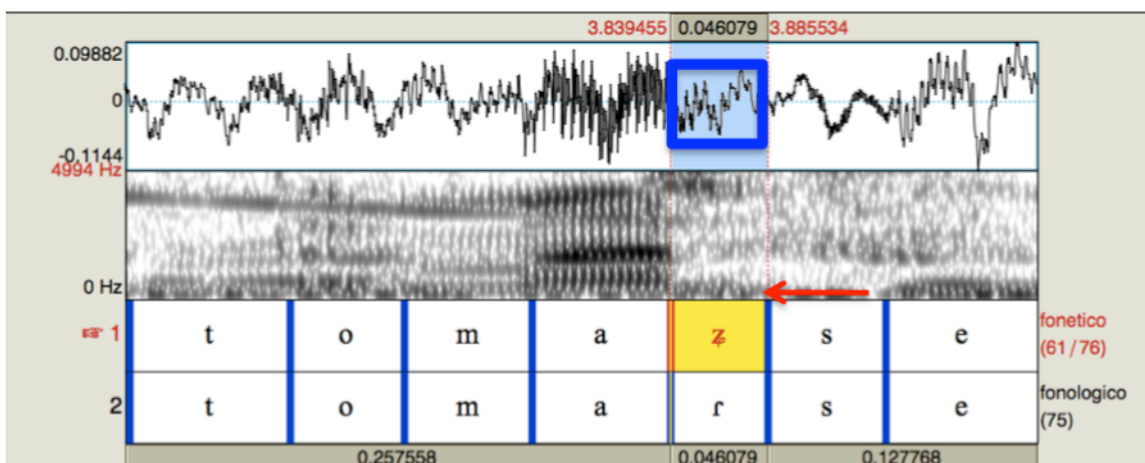 3.839455 0.046079 3.885534
0.09882
0
-0.1144
4994 Hz
0 Hz
1 t o m a ʐ s e fonetico (61/76)
2 t o m a ɾ s e fonologico (75)
0.257558 0.046079 0.127768